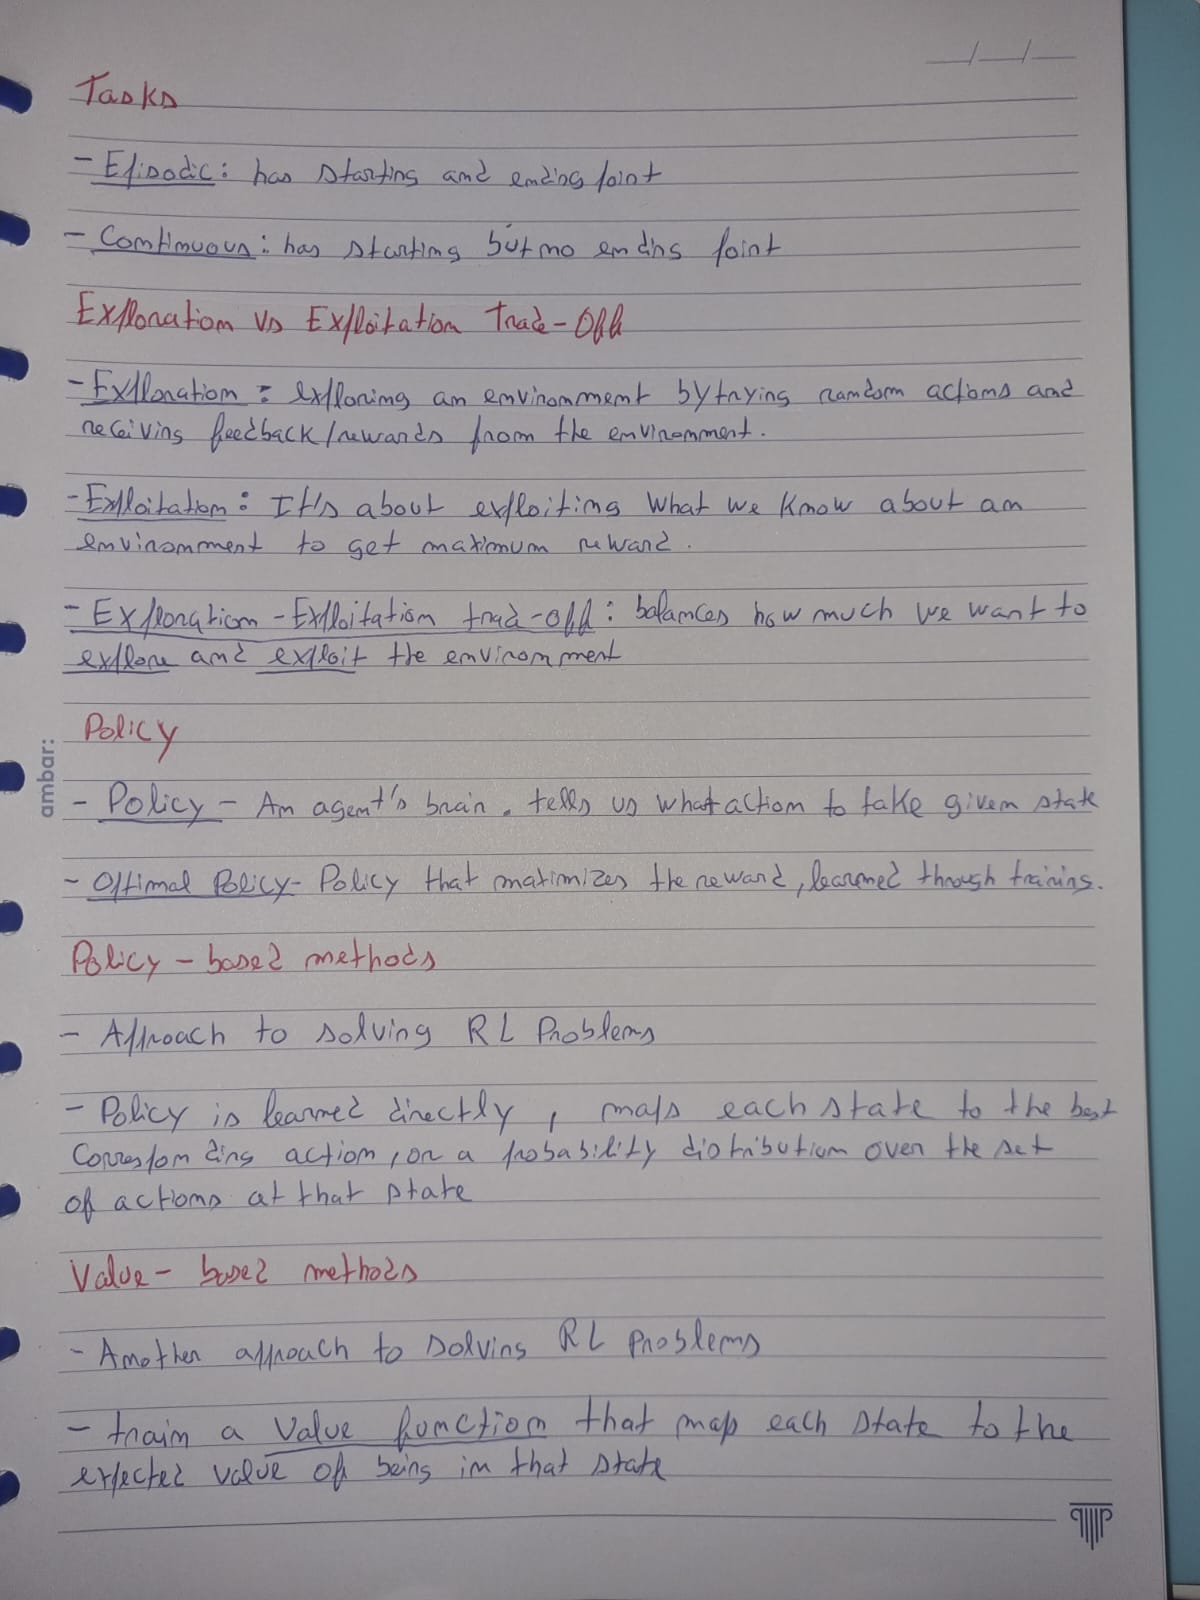 Tasks
- Episodic: has starting and ending point
- Continuous: has starting but no ending point
Exploration vs Exploitation Trade-Off
- Exploration: exploring an environment by trying random actions and
receiving feedback/rewards from the environment.
- Exploitation: It's about exploiting what we know about an
environment to get maximum reward.
- Exploration-Exploitation trad-off: balances how much we want to
explore and exploit the environment
Policy
- Policy - An agent's brain. tells us what action to take given state
- Optimal Policy - Policy that maximizes the reward, learned through training.
Policy-based methods
- Approach to solving RL Problems
- Policy is learned directly, maps each state to the best
corresponding action, or a probability distribution over the set
of actions at that state
Value-based methods
- Another approach to solving RL problems
- train a value function that map each state to the
expected value of being in that state
ambar: